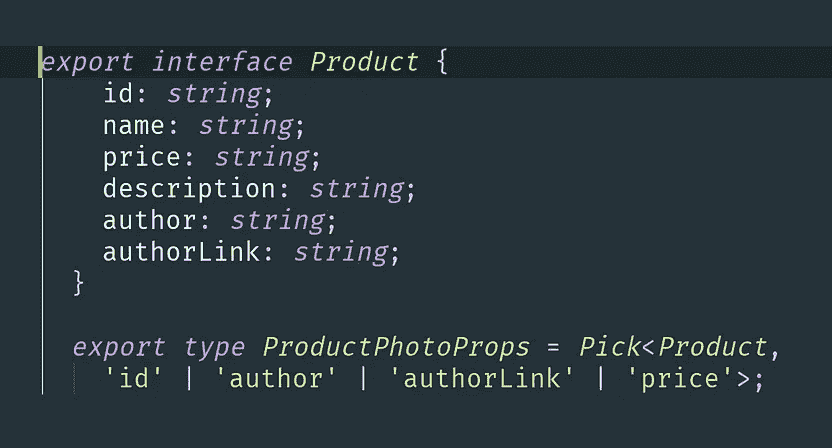 export interface Product {
id: string;
name: string;
price: string;
description: string;
author: string;
authorLink: string;
}
export type ProductPhotoProps = Pick<Product,
'id' | 'author' | 'authorLink' | 'price'>;